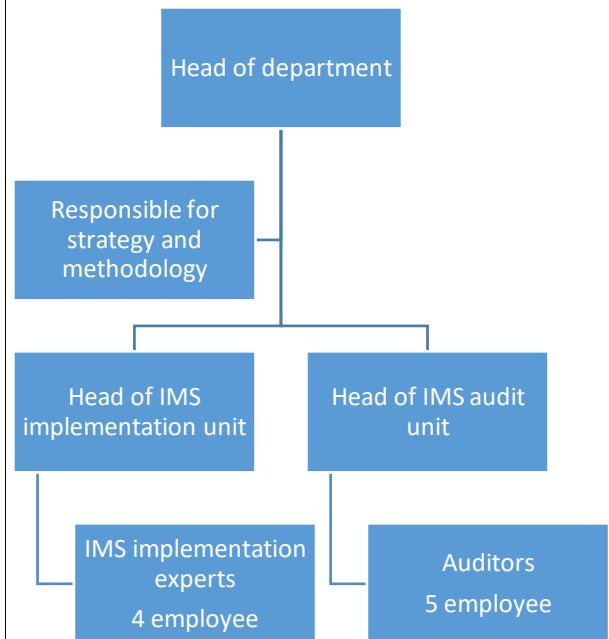 Head of department
Responsible for
strategy and
methodology
Head of IMS
implementation unit
Head of IMS audit
unit
IMS implementation
experts
4 employee
Auditors
5 employee